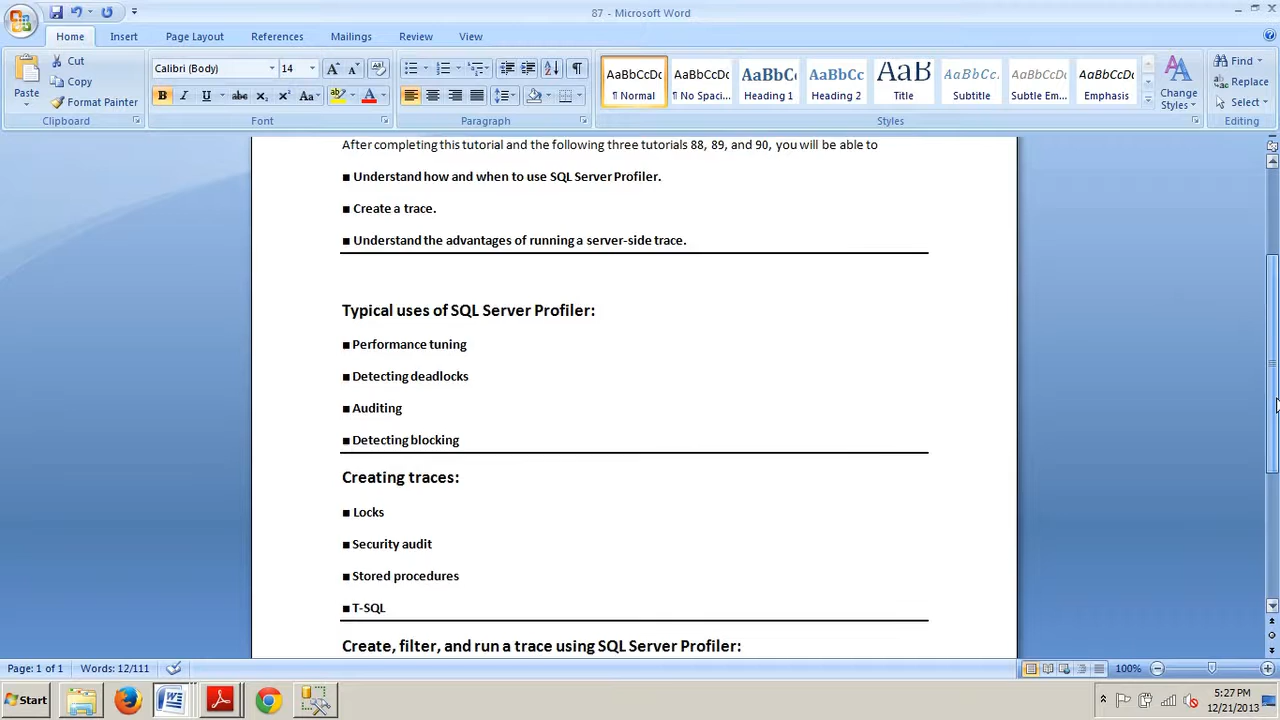 87 - Microsoft Word
Home Insert Page Layout References Mailings Review View
Paste
Cut
Copy
Format Painter
Clipboard
Calibri (Body) 14
Font
Paragraph
AaBbCcDc AaBbCcDc AaBbCc AaBbCc AaB AaBbCc. AaBbCcDc AaBbCcDc
¶ Normal ¶ No Spaci... Heading 1 Heading 2 Title Subtitle Subtle Em... Emphasis
Change Styles
Styles
Find
Replace
Select
Editing
After completing this tutorial and the following three tutorials 88, 89, and 90, you will be able to
■ Understand how and when to use SQL Server Profiler.
■ Create a trace.
■ Understand the advantages of running a server-side trace.
Typical uses of SQL Server Profiler:
■ Performance tuning
■ Detecting deadlocks
■ Auditing
■ Detecting blocking
Creating traces:
■ Locks
■ Security audit
■ Stored procedures
■ T-SQL
Create, filter, and run a trace using SQL Server Profiler:
Page: 1 of 1 Words: 12/111 100%
Start
5:27 PM
12/21/2013